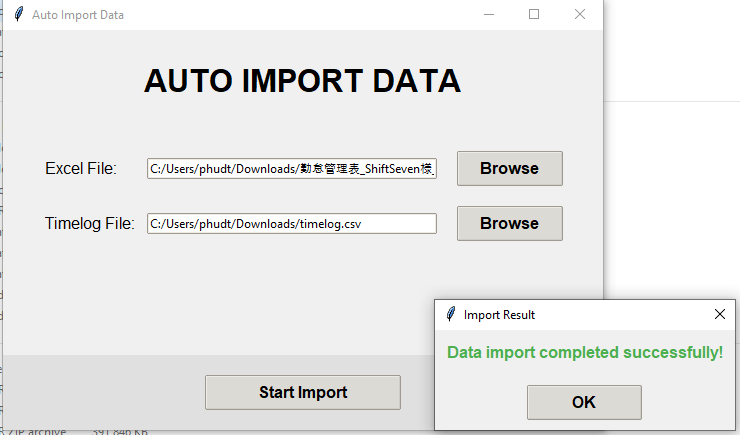 Auto Import Data
AUTO IMPORT DATA
Excel File:
C:/Users/phudt/Downloads/勤怠管理表_ShiftSeven様_
Browse
Timelog File:
C:/Users/phudt/Downloads/timelog.csv
Browse
Start Import
Import Result
Data import completed successfully!
OK